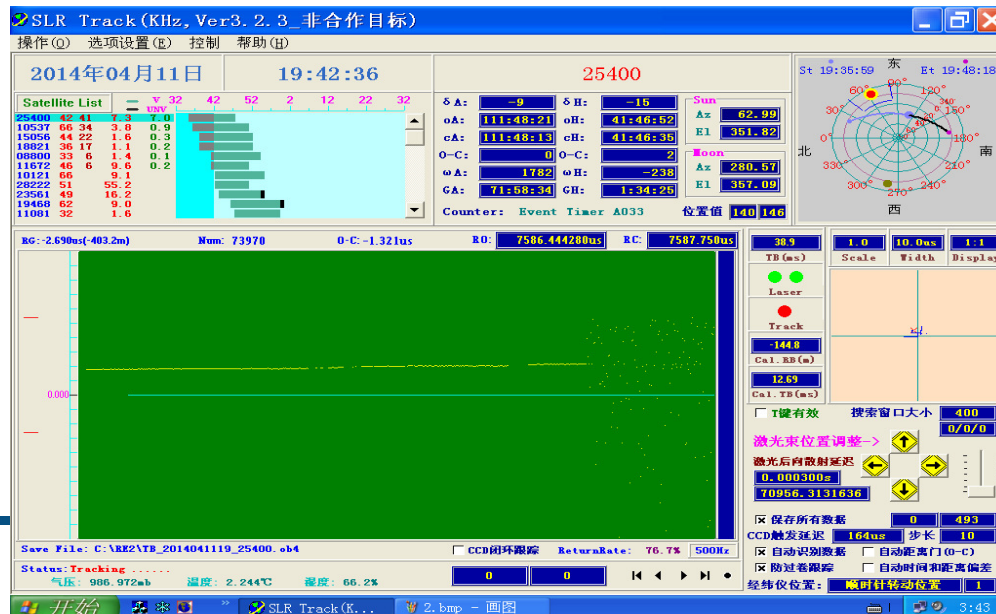 SLR Track(KHz,Ver3.2.3_非合作目标)
操作(O) 选项设置(E) 控制 帮助(H)
2014年04月11日 19:42:36 25400
St 19:35:59 东 Et 19:48:18
Satellite List V 32 42 52 2 12 22 32
UNV
25400 42 41 7.3 7.0
10537 66 34 3.8 0.9
15056 44 22 1.6 0.3
18821 36 17 1.1 0.2
08800 33 6 1.4 0.1
11672 46 6 9.6 0.2
10121 66 9.1
28222 51 55.2
23561 49 16.2
19468 62 9.0
11081 32 1.6
δA: -9 δH: -15
oA: 111:48:21 oH: 41:46:52
cA: 111:48:13 cH: 41:46:35
O-C: 0 O-C: 2
ωA: 1782 ωH: -238
GA: 71:58:34 GH: 1:34:25
Counter: Event Timer A033 位置值 140 146
Sun
Az 62.99
El 351.82
Moon
Az 280.57
El 357.09
90°
60° 120°
30° 150°
北 0° 180° 南
330° 210°
300° 240°
270°
西
RG:-2.690us(-403.2m) Num: 73970 O-C:-1.321us RO: 7586.444280us RC: 7587.750us
0.000
38.9
TB(ms)
1.0 10.0us 1:1
Scale Width Display
Laser
Track
-144.8
Cal.RB(m)
12.69
Cal.TB(ms)
T键有效 搜索窗口大小 400
0/0/0
激光束位置调整->
激光后向散射延迟
0.000300s
70956.3131636
保存所有数据 0 493
CCD触发延迟 164us 步长 10
自动识别数据 自动距离门(O-C)
防过卷跟踪 自动时间和距离偏差
经纬仪位置: 顺时针转动位置 1
Save File: C:\RE2\TB_2014041119_25400.ob4 CCD闭环跟踪 ReturnRate: 76.7% 500Hz
Status:Tracking ......
气压: 986.972mb 温度: 2.244℃ 湿度: 66.2% 0 0
开始 » SLR Track(K... 2.bmp - 画图 3:43